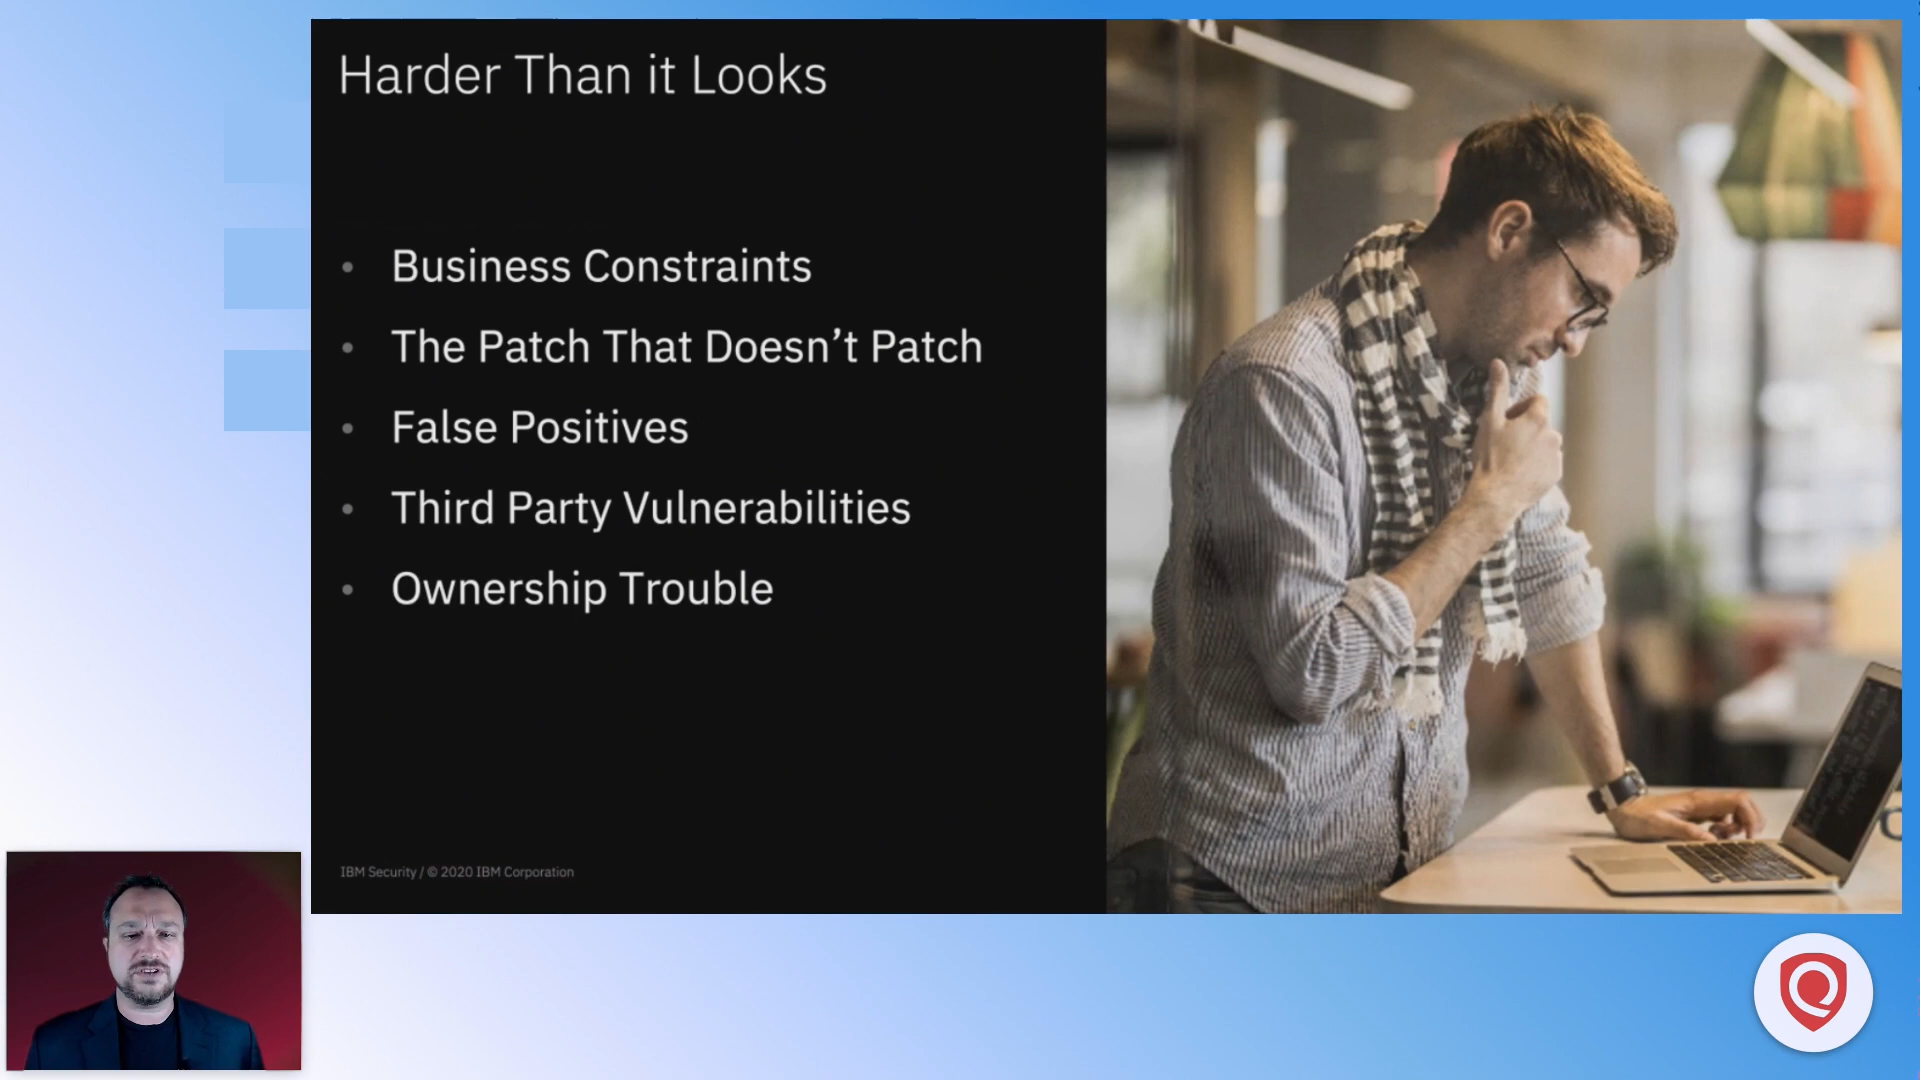 Harder Than it Looks
• Business Constraints
• The Patch That Doesn’t Patch
• False Positives
• Third Party Vulnerabilities
• Ownership Trouble
IBM Security / © 2020 IBM Corporation